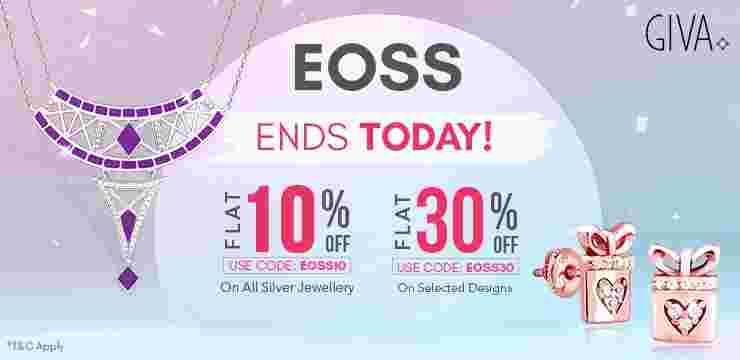 GIVA
EOSS
ENDS TODAY!
FLAT 10% OFF
USE CODE: EOSS10
On All Silver Jewellery
FLAT 30% OFF
USE CODE: EOSS30
On Selected Designs
*T&C Apply